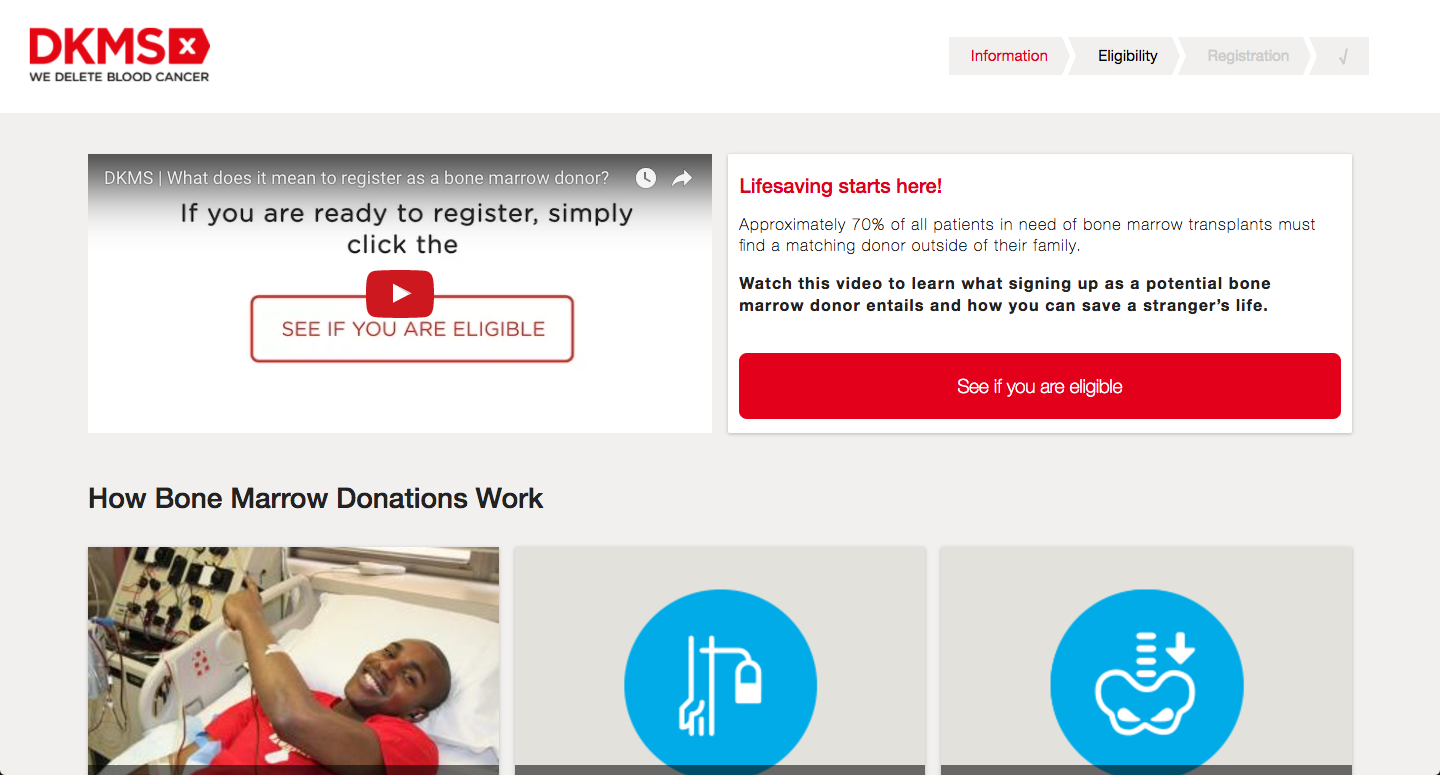 DKMS x
WE DELETE BLOOD CANCER
Information
Eligibility
Registration
√
DKMS | What does it mean to register as a bone marrow donor?
If you are ready to register, simply
click the
SEE IF YOU ARE ELIGIBLE
Lifesaving starts here!
Approximately 70% of all patients in need of bone marrow transplants must
find a matching donor outside of their family.
Watch this video to learn what signing up as a potential bone
marrow donor entails and how you can save a stranger’s life.
See if you are eligible
How Bone Marrow Donations Work